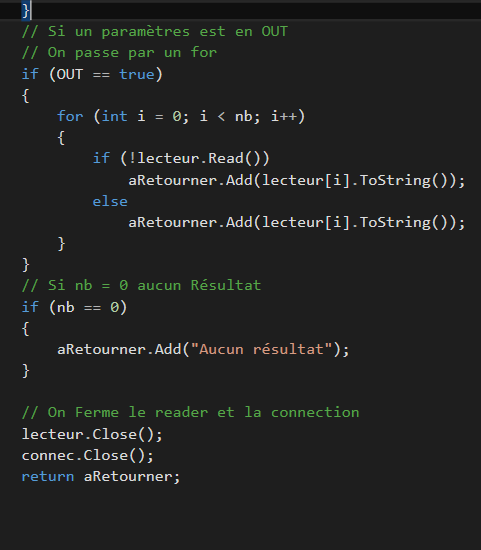 }
// Si un paramètres est en OUT
// On passe par un for
if (OUT == true)
{
    for (int i = 0; i < nb; i++)
    {
        if (!lecteur.Read())
            aRetourner.Add(lecteur[i].ToString());
        else
            aRetourner.Add(lecteur[i].ToString());
    }
}
// Si nb = 0 aucun Résultat
if (nb == 0)
{
    aRetourner.Add("Aucun résultat");
}

// On Ferme le reader et la connection
lecteur.Close();
connec.Close();
return aRetourner;